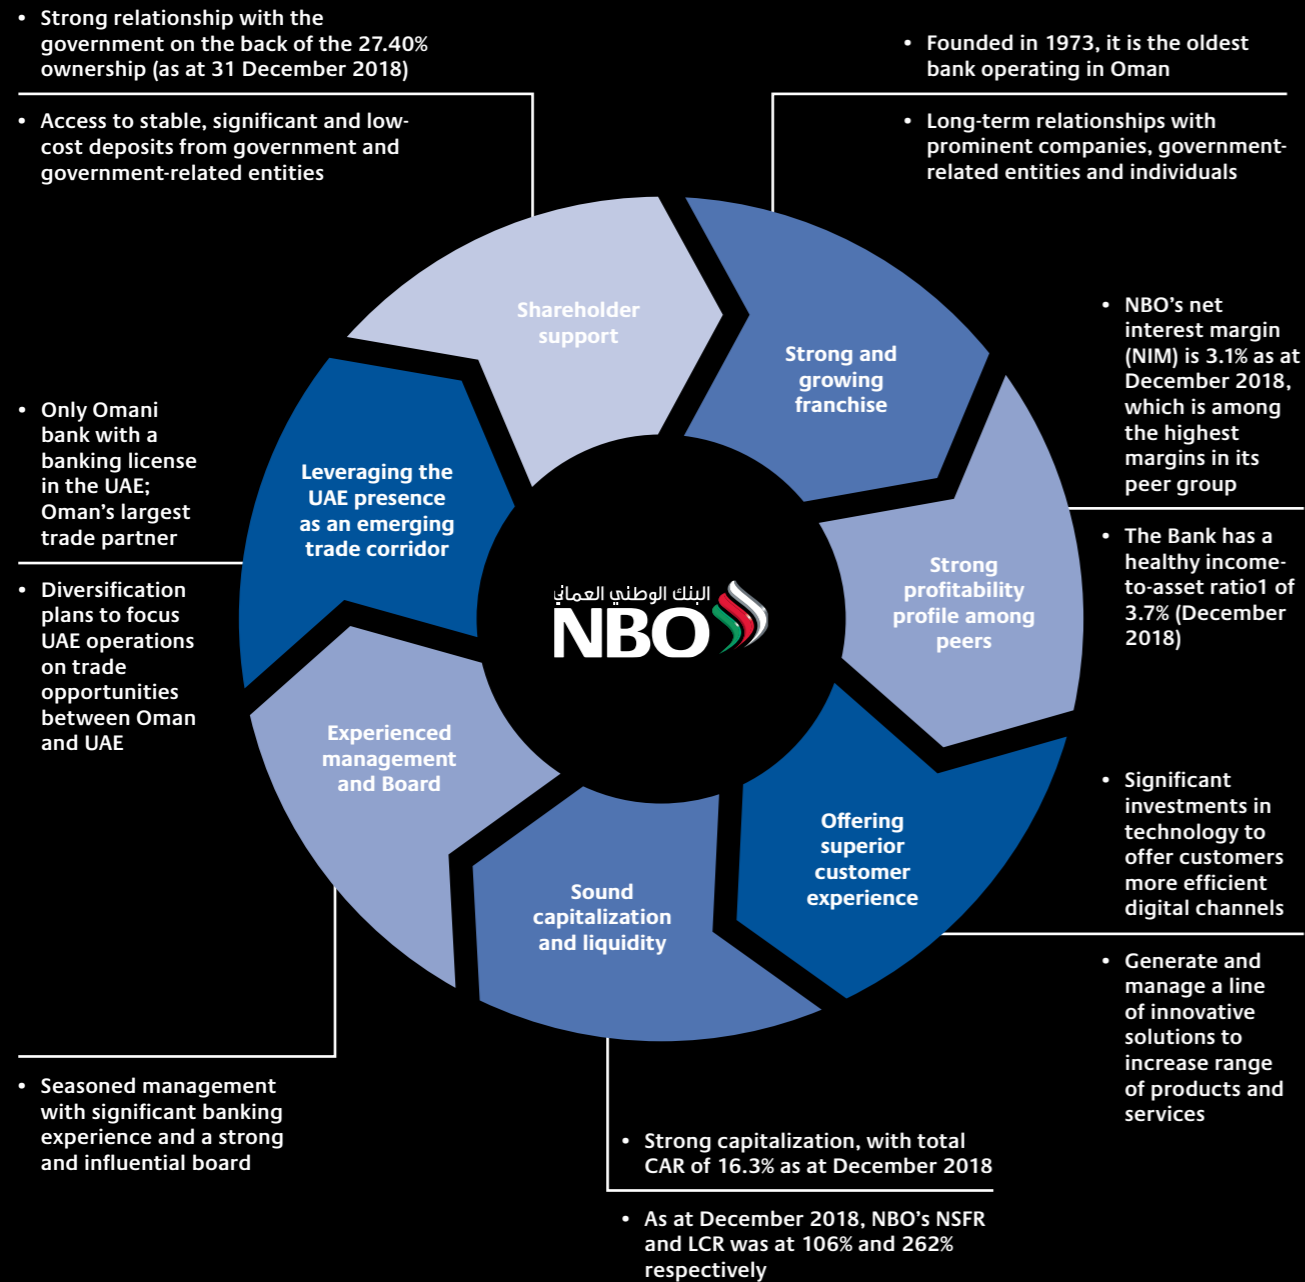 • Strong relationship with the
government on the back of the 27.40%
ownership (as at 31 December 2018)
• Access to stable, significant and low-
cost deposits from government and
government-related entities
• Founded in 1973, it is the oldest
bank operating in Oman
• Long-term relationships with
prominent companies, government-
related entities and individuals
Shareholder
support
Strong and
growing
franchise
• NBO’s net
interest margin
(NIM) is 3.1% as at
December 2018,
which is among
the highest
margins in its
peer group
• The Bank has a
healthy income-
to-asset ratio1 of
3.7% (December
2018)
• Only Omani
bank with a
banking license
in the UAE;
Oman’s largest
trade partner
• Diversification
plans to focus
UAE operations
on trade
opportunities
between Oman
and UAE
Leveraging the
UAE presence
as an emerging
trade corridor
Strong
profitability
profile among
peers
البنك الوطني العماني
NBO
Experienced
management
and Board
Offering
superior
customer
experience
Sound
capitalization
and liquidity
• Significant
investments in
technology to
offer customers
more efficient
digital channels
• Generate and
manage a line
of innovative
solutions to
increase range
of products and
services
• Seasoned management
with significant banking
experience and a strong
and influential board
• Strong capitalization, with total
CAR of 16.3% as at December 2018
• As at December 2018, NBO’s NSFR
and LCR was at 106% and 262%
respectively